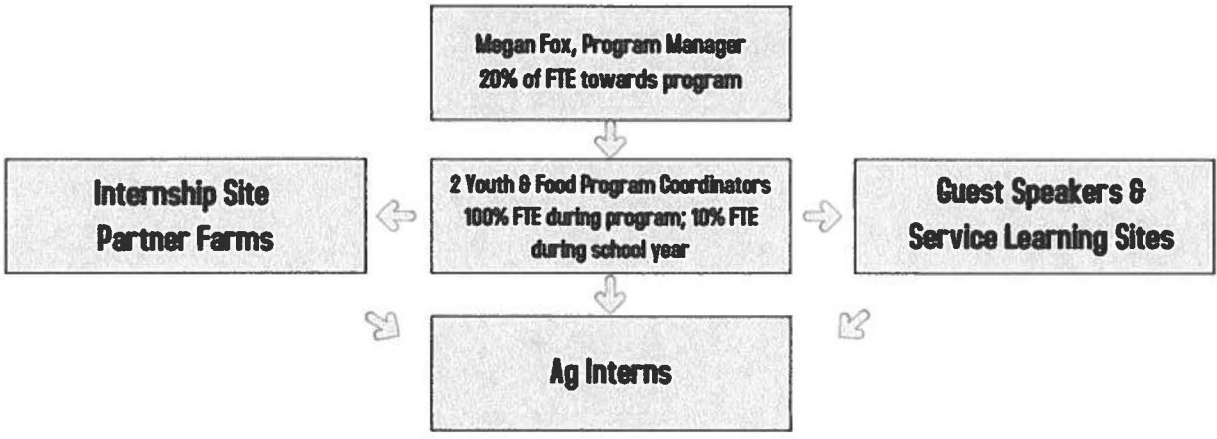 Megan Fox, Program Manager
20% of FTE towards program
Internship Site
Partner Farms
2 Youth & Food Program Coordinators
100% FTE during program; 10% FTE
during school year
Guest Speakers &
Service Learning Sites
Ag Interns